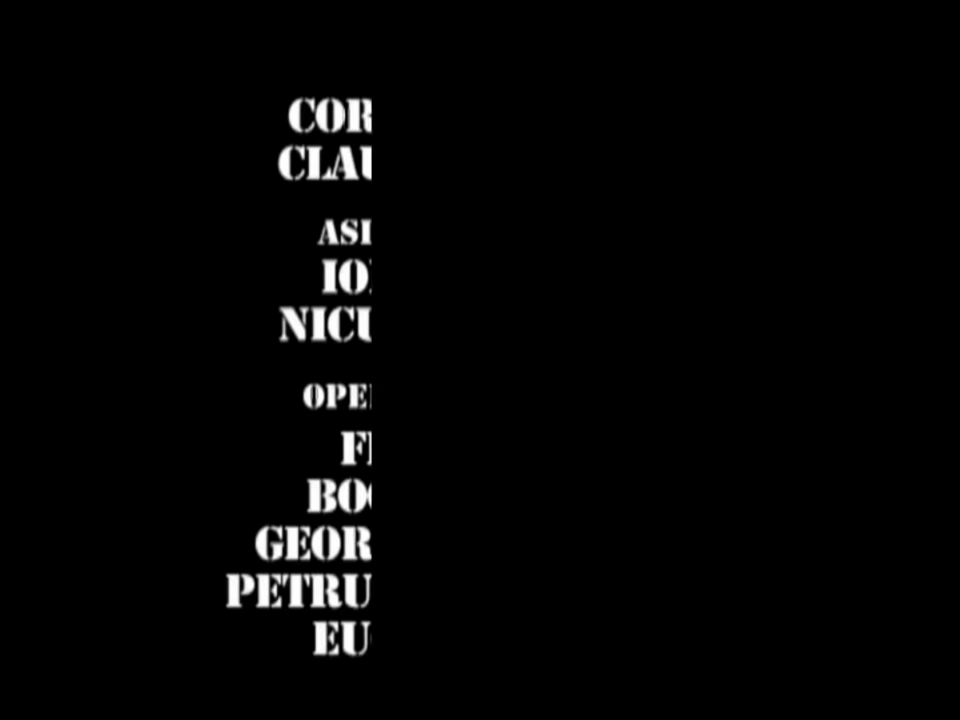 COR
CLAU
ASI
IO
NICU
OPE
F
BO
GEOR
PETRU
EU